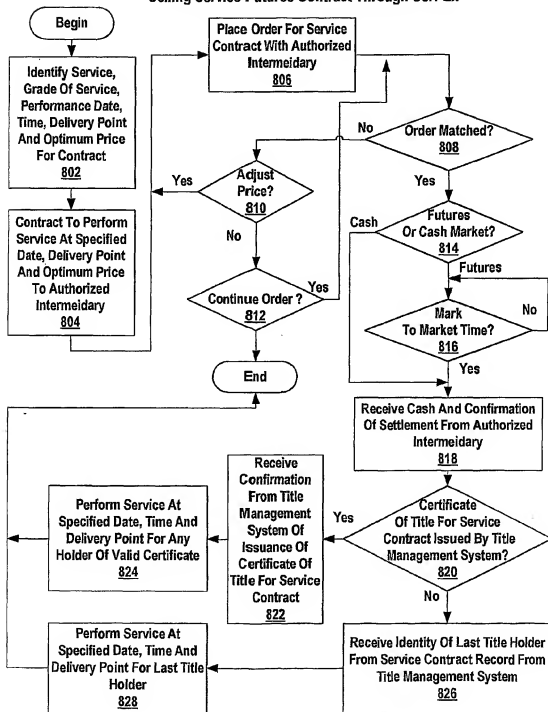 Selling Service Futures Contract Through
Begin
Identify Service,
Grade Of Service,
Performance Date,
Time, Delivery Point
And Optimum Price
For Contract
802
Contract To Perform
Service At Specified
Date, Delivery Point
And Optimum Price
To Authorized
Intermeidary
804
Place Order For Service
Contract With Authorized
Intermeidary
806
Order Matched?
808
No
Yes
Adjust
Price?
810
Yes
No
Continue Order ?
812
Yes
End
Futures
Or Cash Market?
814
Cash
Futures
Mark
To Market Time?
816
No
Yes
Receive Cash And Confirmation
Of Settlement From Authorized
Intermeidary
818
Certificate
Of Title For Service
Contract Issued By Title
Management System?
820
Yes
No
Receive
Confirmation
From Title
Management
System Of
Issuance Of
Certificate Of
Title For Service
Contract
822
Perform Service At
Specified Date, Time And
Delivery Point For Any
Holder Of Valid Certificate
824
Receive Identity Of Last Title Holder
From Service Contract Record From
Title Management System
826
Perform Service At
Specified Date, Time And
Delivery Point For Last Title
Holder
828